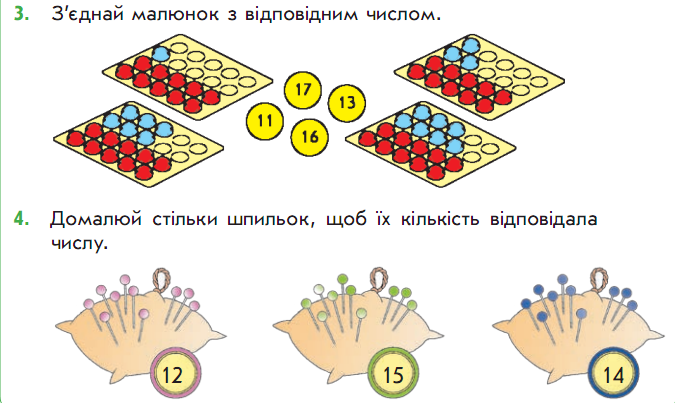 3. З'єднай малюнок з відповідним числом.
17
13
11
16
4. Домалюй стільки шпильок, щоб їх кількість відповідала
числу.
12
15
14